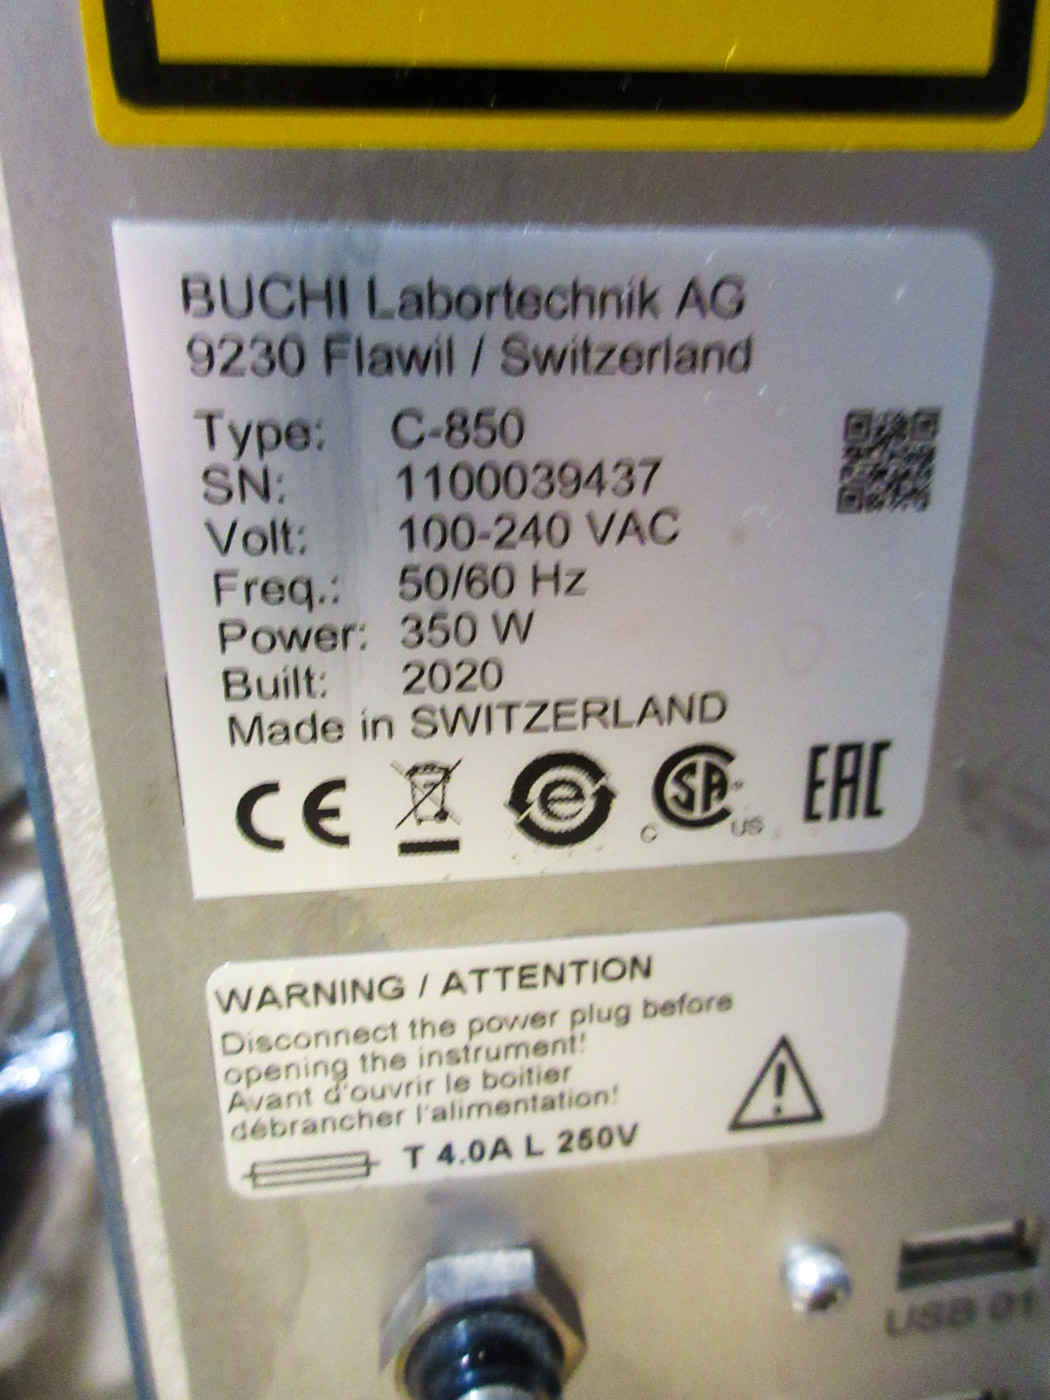 BUCHI Labortechnik AG
9230 Flawil / Switzerland
Type: C-850
SN: 1100039437
Volt: 100-240 VAC
Freq.: 50/60 Hz
Power: 350 W
Built: 2020
Made in SWITZERLAND
CE e C SA US EAC
WARNING / ATTENTION
Disconnect the power plug before
opening the instrument!
Avant d'ouvrir le boitier
débrancher l'alimentation!
T 4.0A L 250V
USB 01